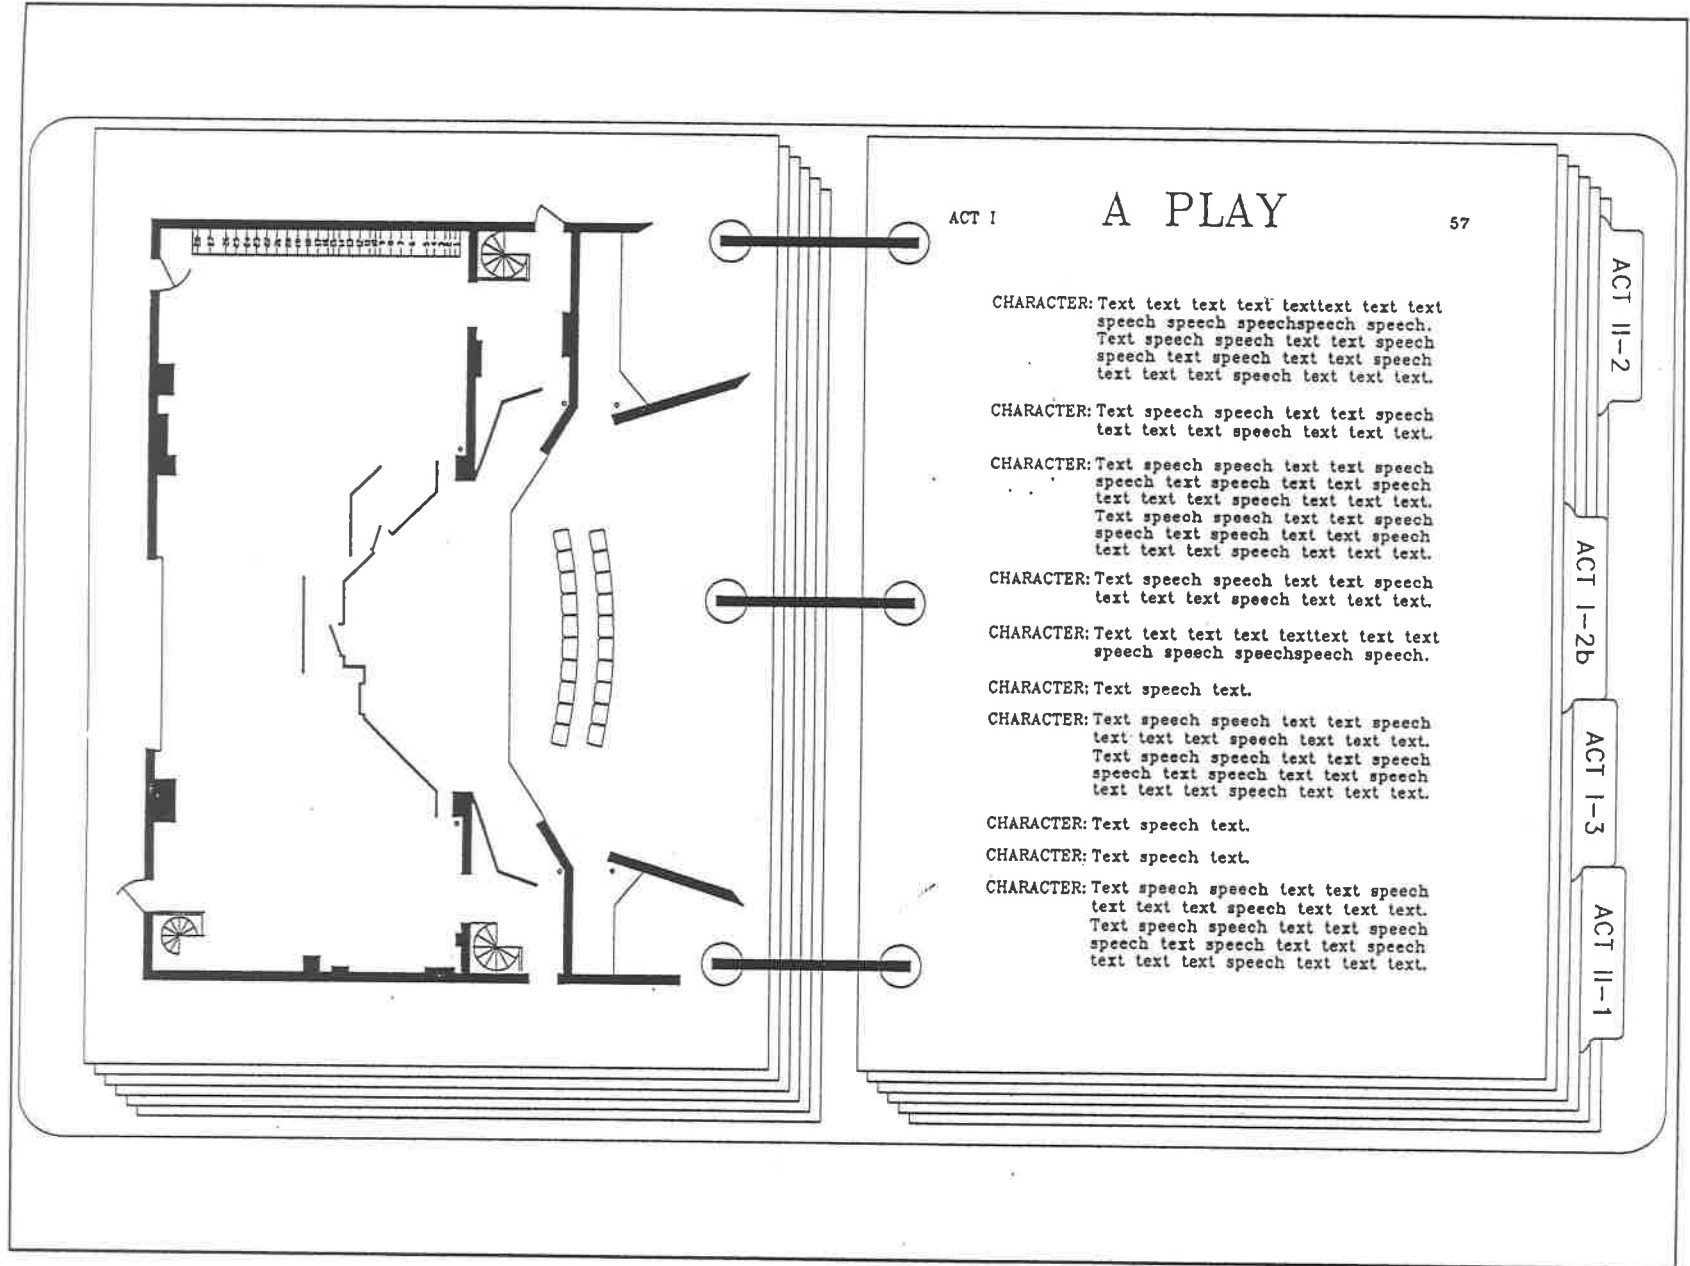 ACT I
A PLAY
57
CHARACTER: Text text text text texttext text text
speech speech speechspeech speech.
Text speech speech text text speech
speech text speech text text speech
text text text speech text text text.
CHARACTER: Text speech speech text text speech
text text text speech text text text.
CHARACTER: Text speech speech text text speech
speech text speech text text speech
text text text speech text text text.
Text speech speech text text speech
speech text speech text text speech
text text text speech text text text.
CHARACTER: Text speech speech text text speech
text text text speech text text text.
CHARACTER: Text text text text texttext text text
speech speech speechspeech speech.
CHARACTER: Text speech text.
CHARACTER: Text speech speech text text speech
text text text speech text text text.
Text speech speech text text speech
speech text speech text text speech
text text text speech text text text.
CHARACTER: Text speech text.
CHARACTER: Text speech text.
CHARACTER: Text speech speech text text speech
text text text speech text text text.
Text speech speech text text speech
speech text speech text text speech
text text text speech text text text.
ACT II-2
ACT I-2b
ACT I-3
ACT II-1